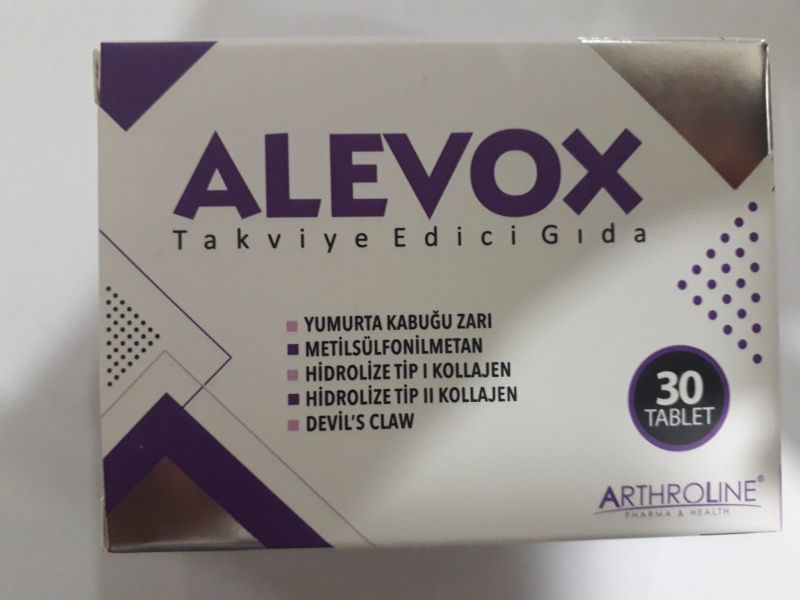 ALEVOX
Takviye Edici Gıda
YUMURTA KABUĞU ZARI
METİLSÜLFONİLMETAN
HİDROLİZE TİP I KOLLAJEN
HİDROLİZE TİP II KOLLAJEN
DEVİL'S CLAW
30
TABLET
ARTHROLINE®
PHARMA & HEALTH